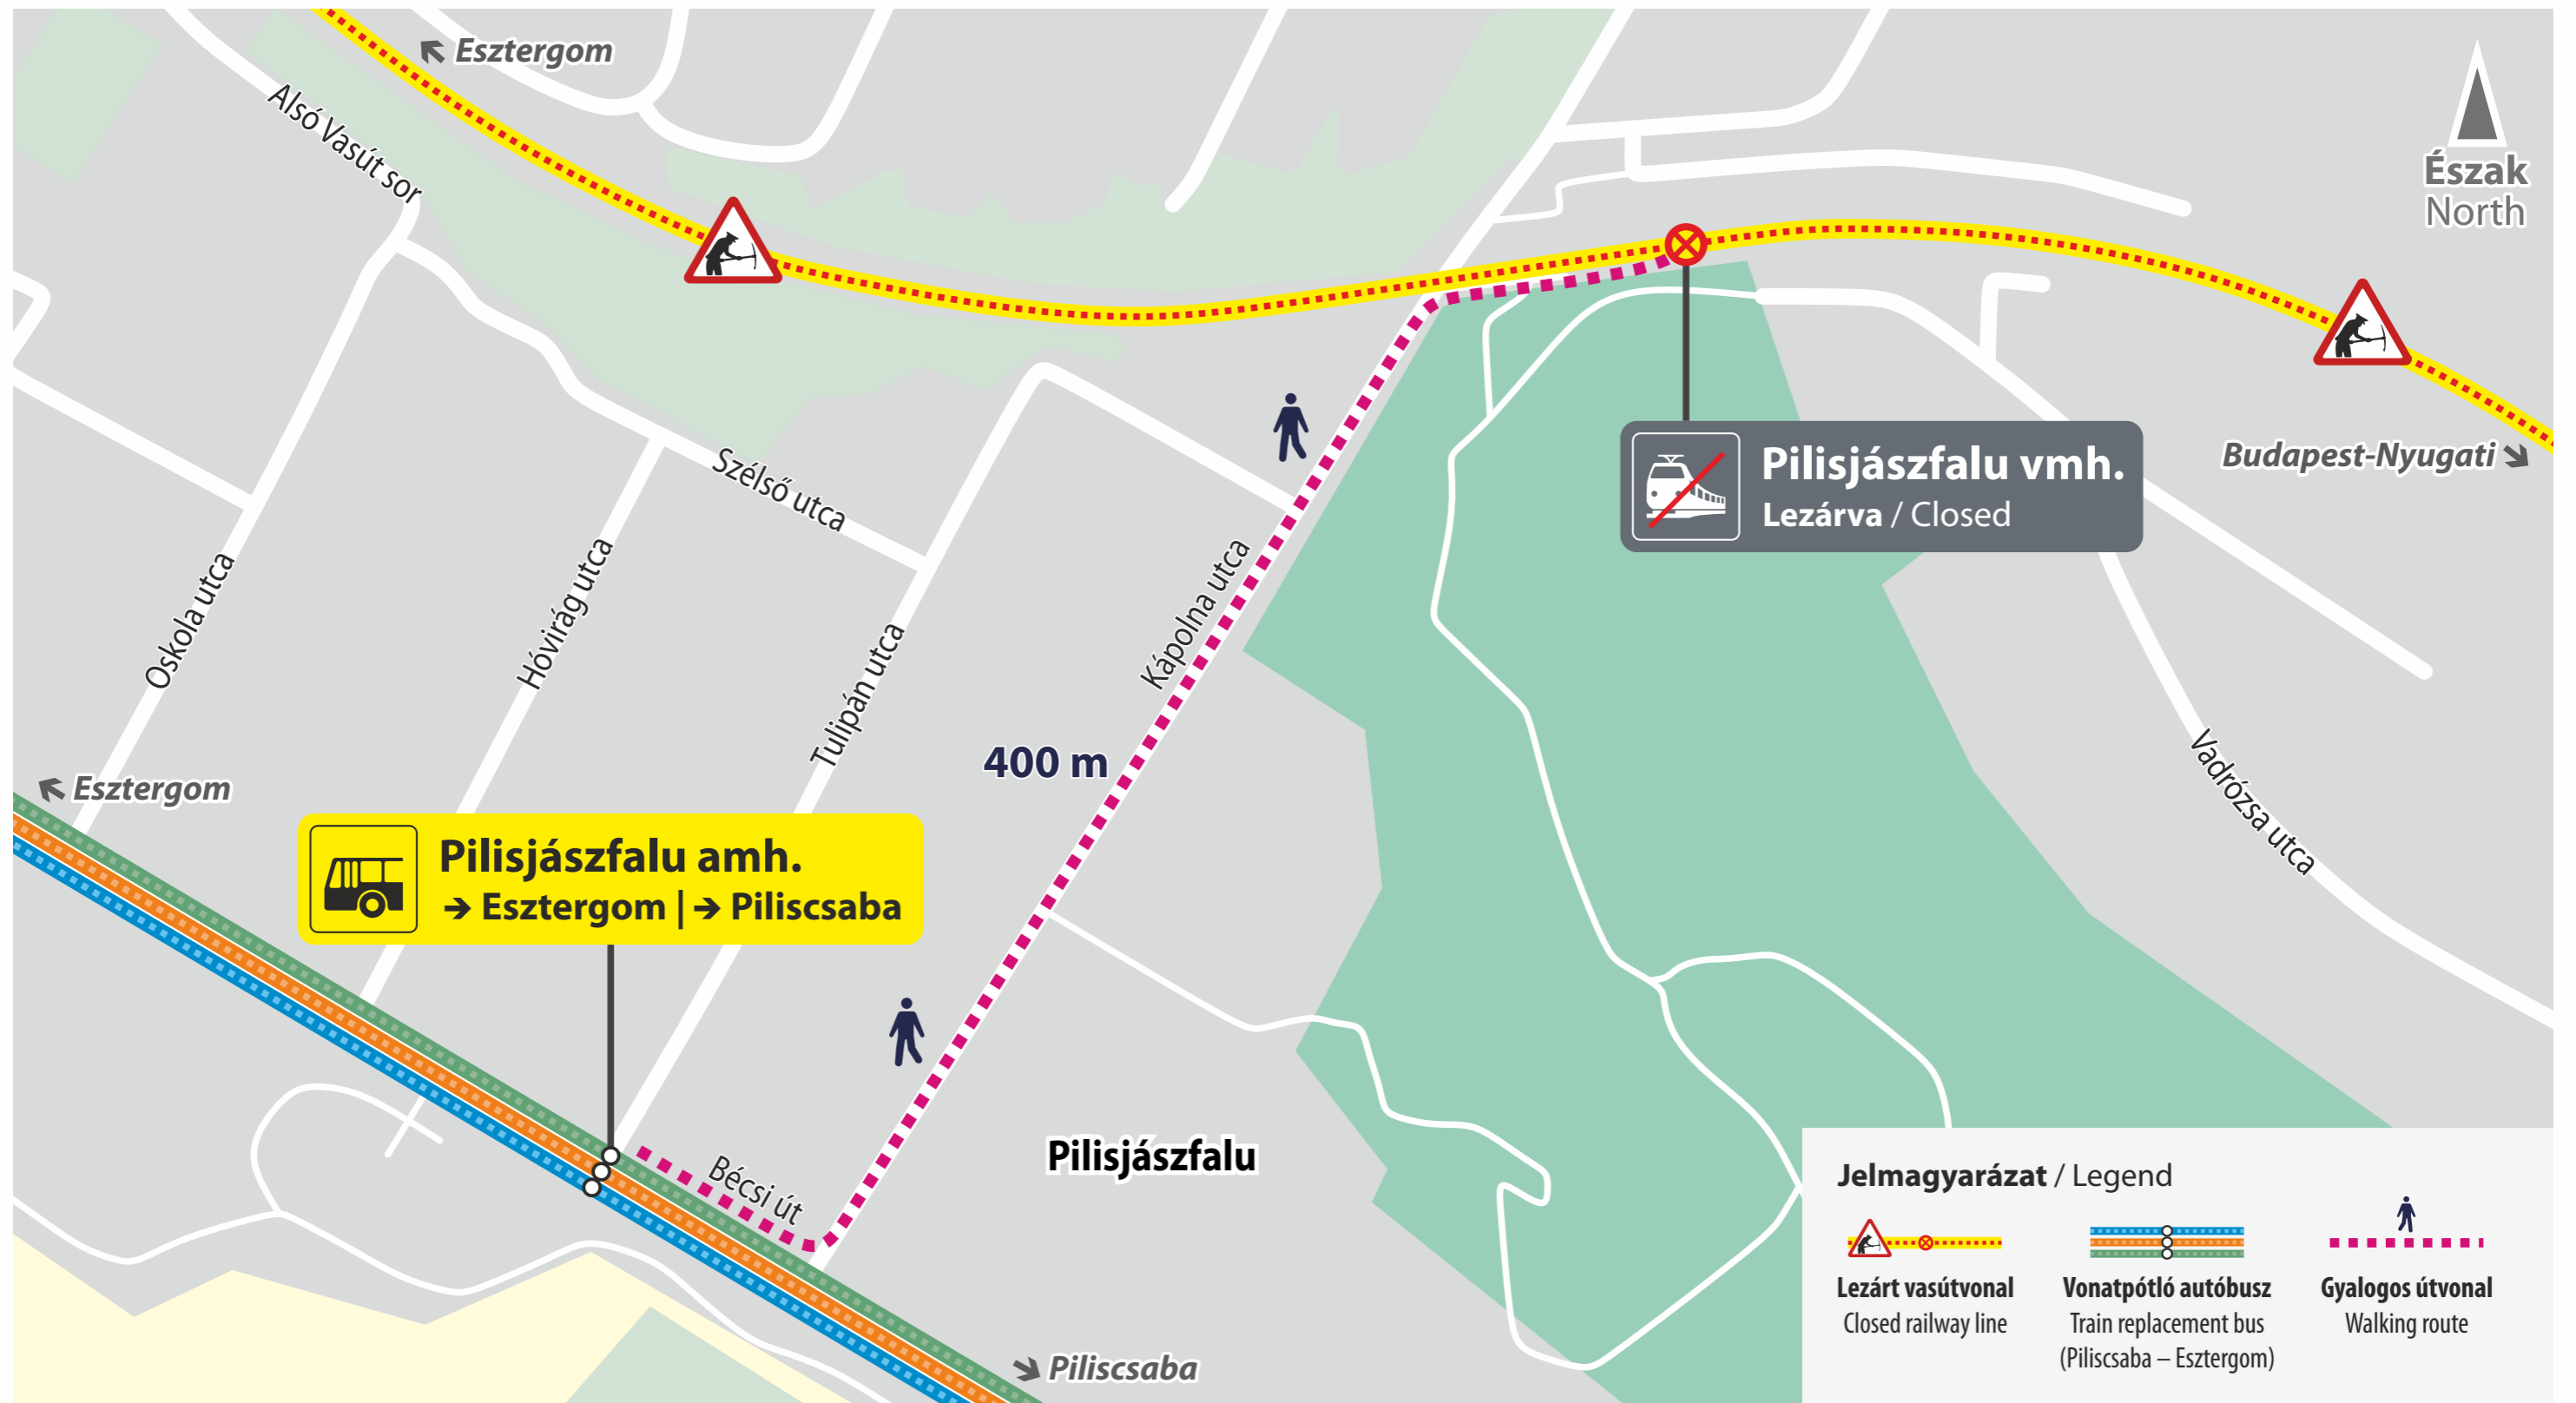 Esztergom
Alsó Vasút sor
Észak
North
Budapest-Nyugati
Pilisjászfalu vmh.
Lezárva / Closed
Szélső utca
Oskola utca
Hóvirág utca
Tulipán utca
Kápolna utca
400 m
Vadrózsa utca
Esztergom
Pilisjászfalu amh.
➔ Esztergom | ➔ Piliscsaba
Bécsi út
Pilisjászfalu
Piliscsaba
Jelmagyarázat / Legend
Lezárt vasútvonal
Closed railway line
Vonatpótló autóbusz
Train replacement bus
(Piliscsaba – Esztergom)
Gyalogos útvonal
Walking route